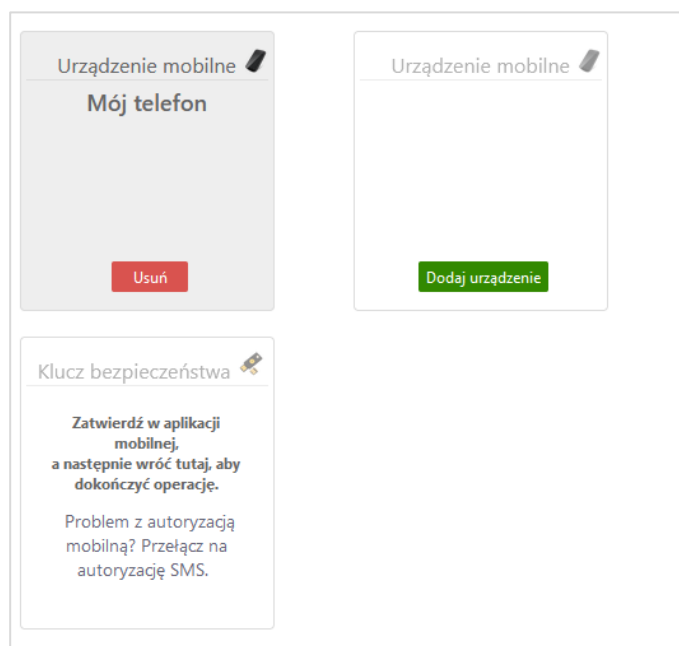 Urządzenie mobilne
Mój telefon
Usuń
Urządzenie mobilne
Dodaj urządzenie
Klucz bezpieczeństwa
Zatwierdź w aplikacji
mobilnej,
a następnie wróć tutaj, aby
dokończyć operację.
Problem z autoryzacją
mobilną? Przełącz na
autoryzację SMS.